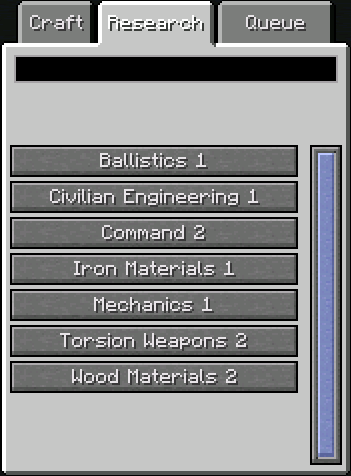 Craft Research Queue
Ballistics 1
Civilian Engineering 1
Command 2
Iron Materials 1
Mechanics 1
Torsion Weapons 2
Wood Materials 2